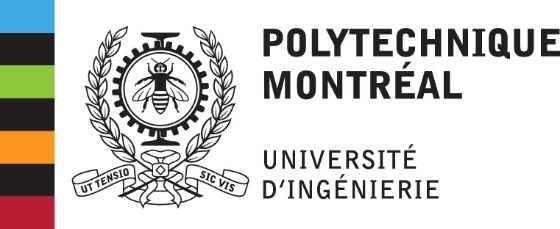 POLYTECHNIQUE
MONTRÉAL
UT TENSIO SIC VIS
UNIVERSITÉ
D'INGÉNIERIE